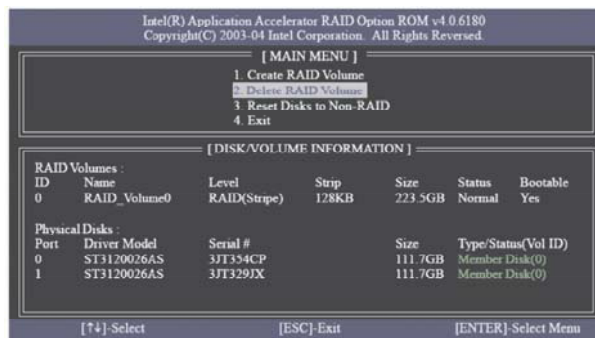 Intel(R) Application Accelerator RAID Option ROM v4.0.6180
Copyright(C) 2003-04 Intel Corporation. All Rights Reversed.
[ MAIN MENU ]
1. Create RAID Volume
2. Delete RAID Volume
3. Reset Disks to Non-RAID
4. Exit
[ DISK/VOLUME INFORMATION ]
RAID Volumes :
ID Name Level Strip Size Status Bootable
0 RAID_Volume0 RAID(Stripe) 128KB 223.5GB Normal Yes
Physical Disks :
Port Driver Model Serial # Size Type/Status(Vol ID)
0 ST3120026AS 3JT354CP 111.7GB Member Disk(0)
1 ST3120026AS 3JT329JX 111.7GB Member Disk(0)
[↑↓]-Select [ESC]-Exit [ENTER]-Select Menu